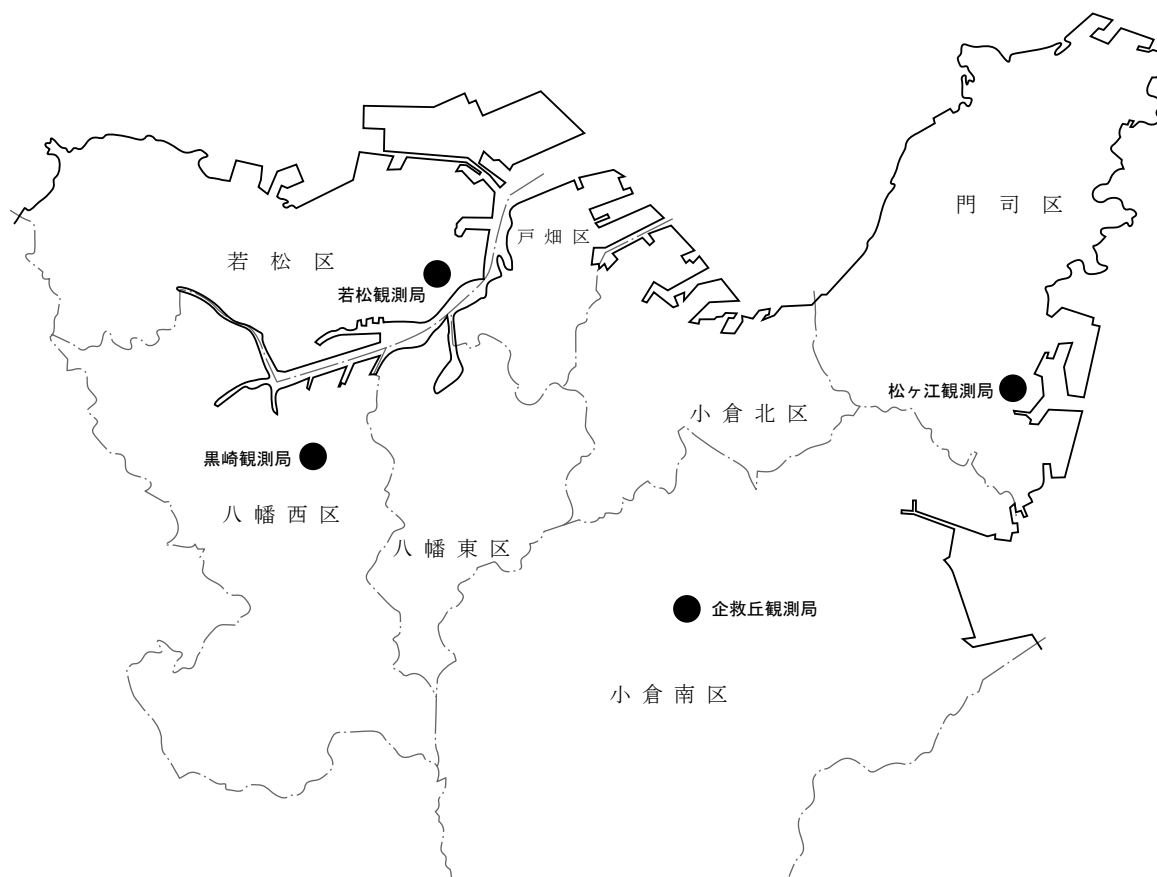 門司区
戸畑区
若松区
若松観測局
松ヶ江観測局
小倉北区
黒崎観測局
八幡西区
八幡東区
企救丘観測局
小倉南区